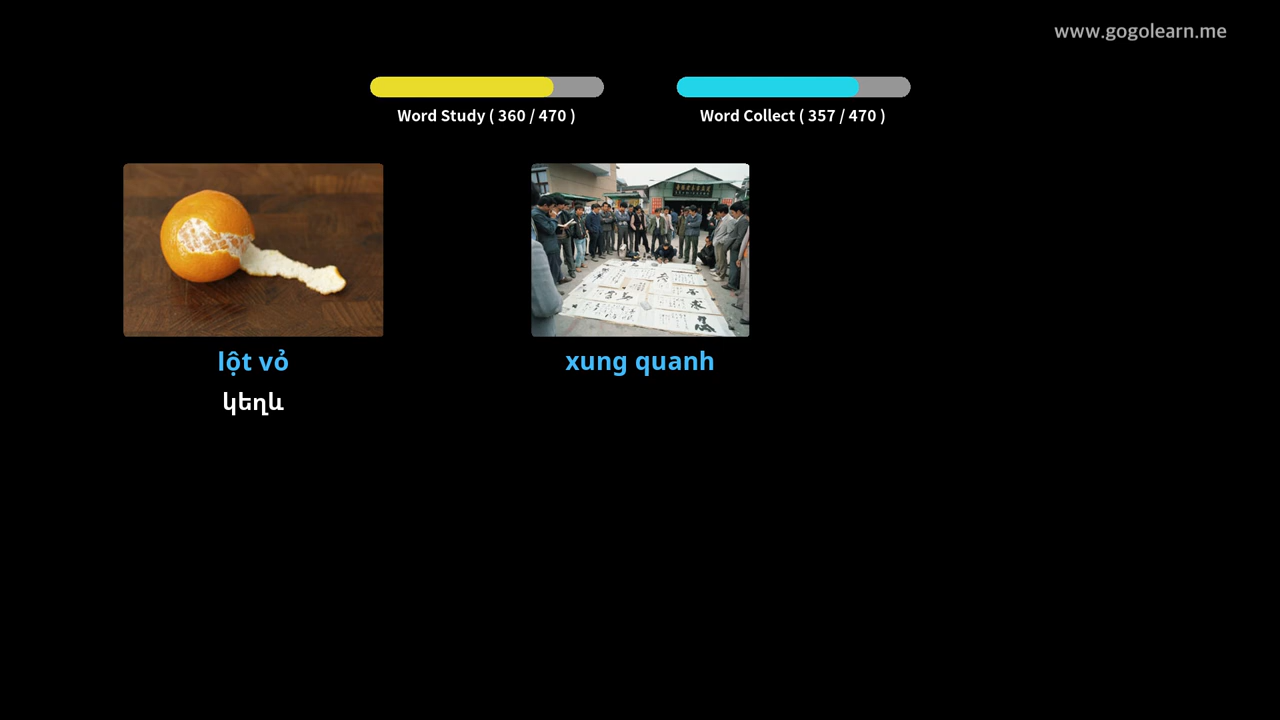 www.gogolearn.me
Word Study ( 360 / 470 )
Word Collect ( 357 / 470 )
lột vỏ
xung quanh
կեղև